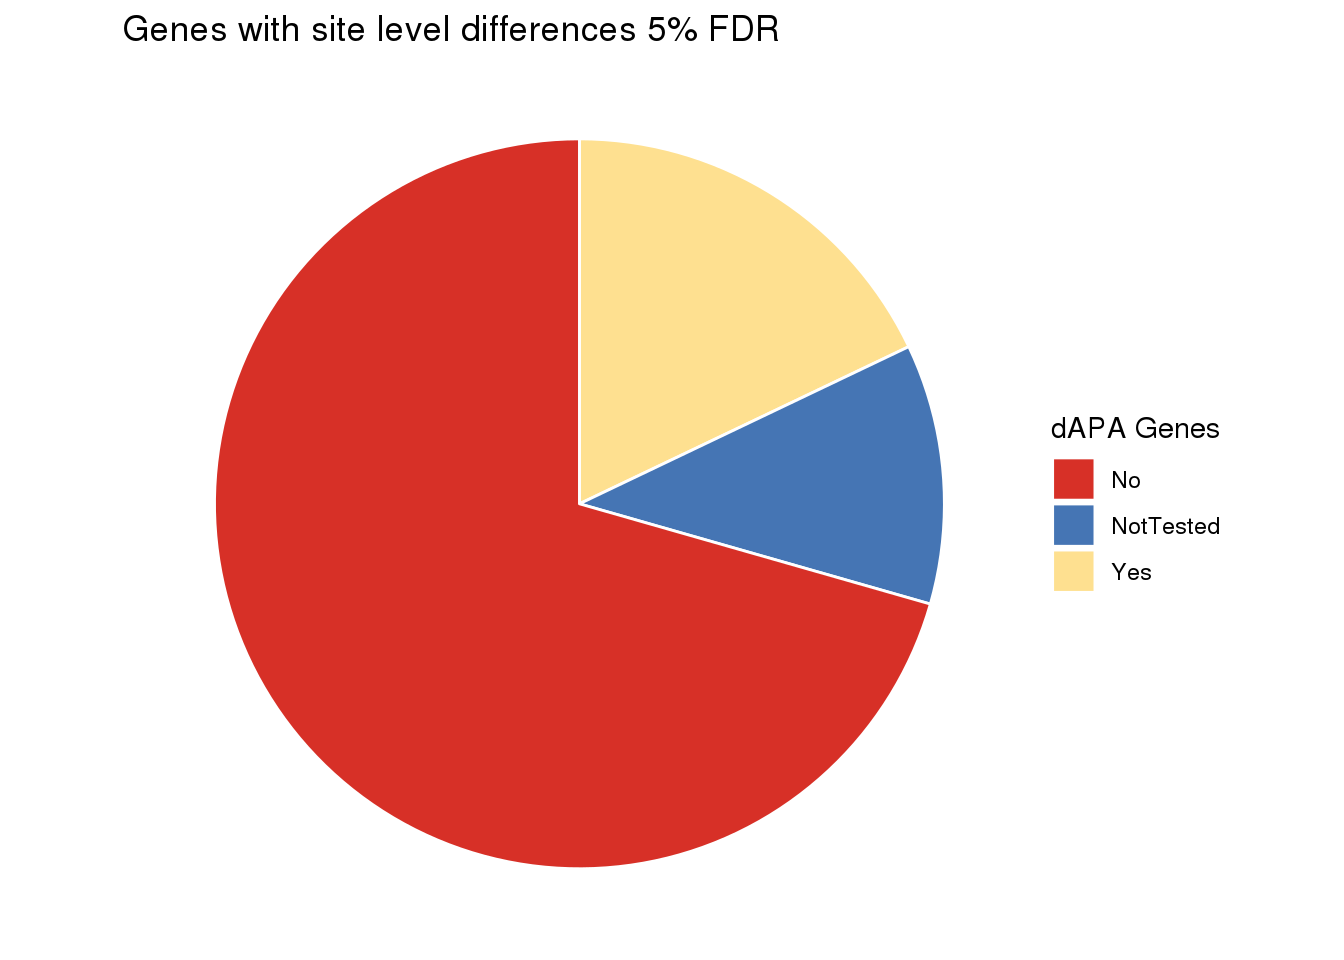 Genes with site level differences 5% FDR
dAPA Genes
No
NotTested
Yes